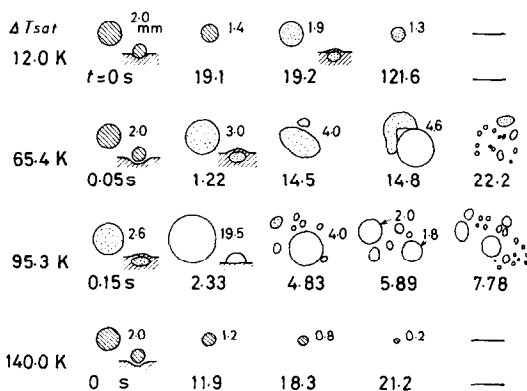 ΔTsat
2.0 mm 1.4 1.9 1.3
12.0 K
t=0 s 19.1 19.2 121.6
2.0 3.0 4.0 4.6
65.4 K
0.05 s 1.22 14.5 14.8 22.2
2.6 19.5 4.0 2.0 1.8
95.3 K
0.15 s 2.33 4.83 5.89 7.78
2.0 1.2 0.8 0.2
140.0 K
0 s 11.9 18.3 21.2